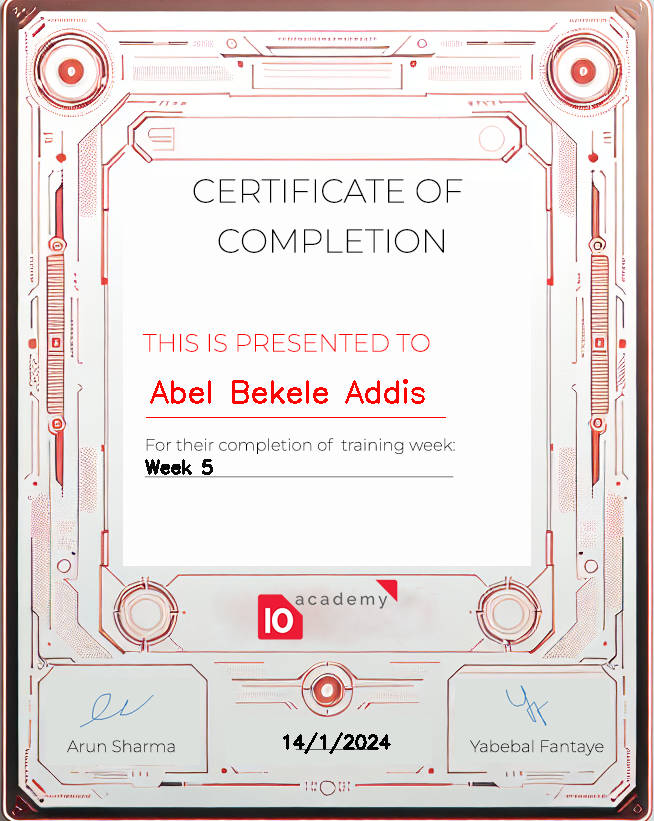 CERTIFICATE OF
COMPLETION
THIS IS PRESENTED TO
Abel Bekele Addis
For their completion of training week:
Week 5
10 academy
Arun Sharma
14/1/2024
Yabebal Fantaye